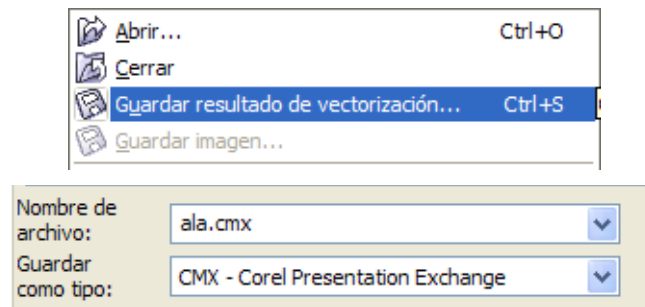 Abrir... Ctrl+O
Cerrar
Guardar resultado de vectorización... Ctrl+S
Guardar imagen...
Nombre de
archivo:
ala.cmx
Guardar
como tipo:
CMX - Corel Presentation Exchange